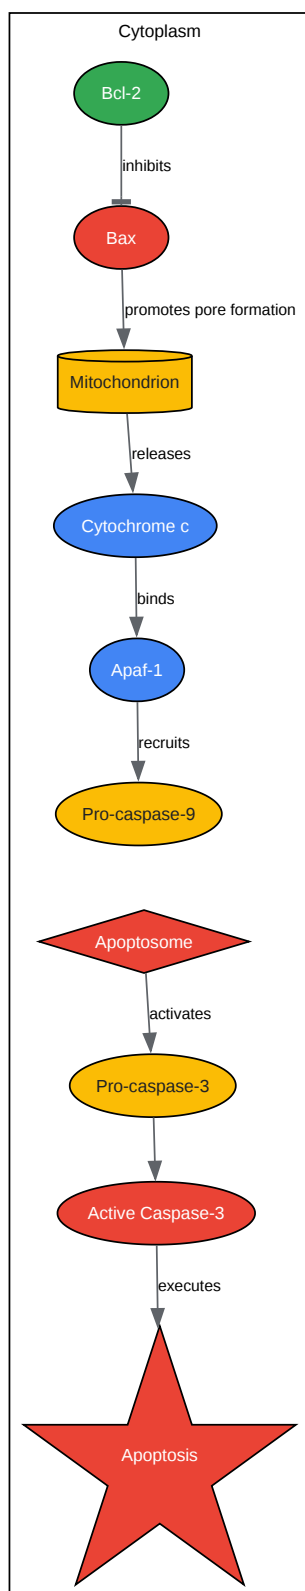 Cytoplasm
Bcl-2
inhibits
Bax
promotes pore formation
Mitochondrion
releases
Cytochrome c
binds
Apaf-1
recruits
Pro-caspase-9
Apoptosome
activates
Pro-caspase-3
Active Caspase-3
executes
Apoptosis